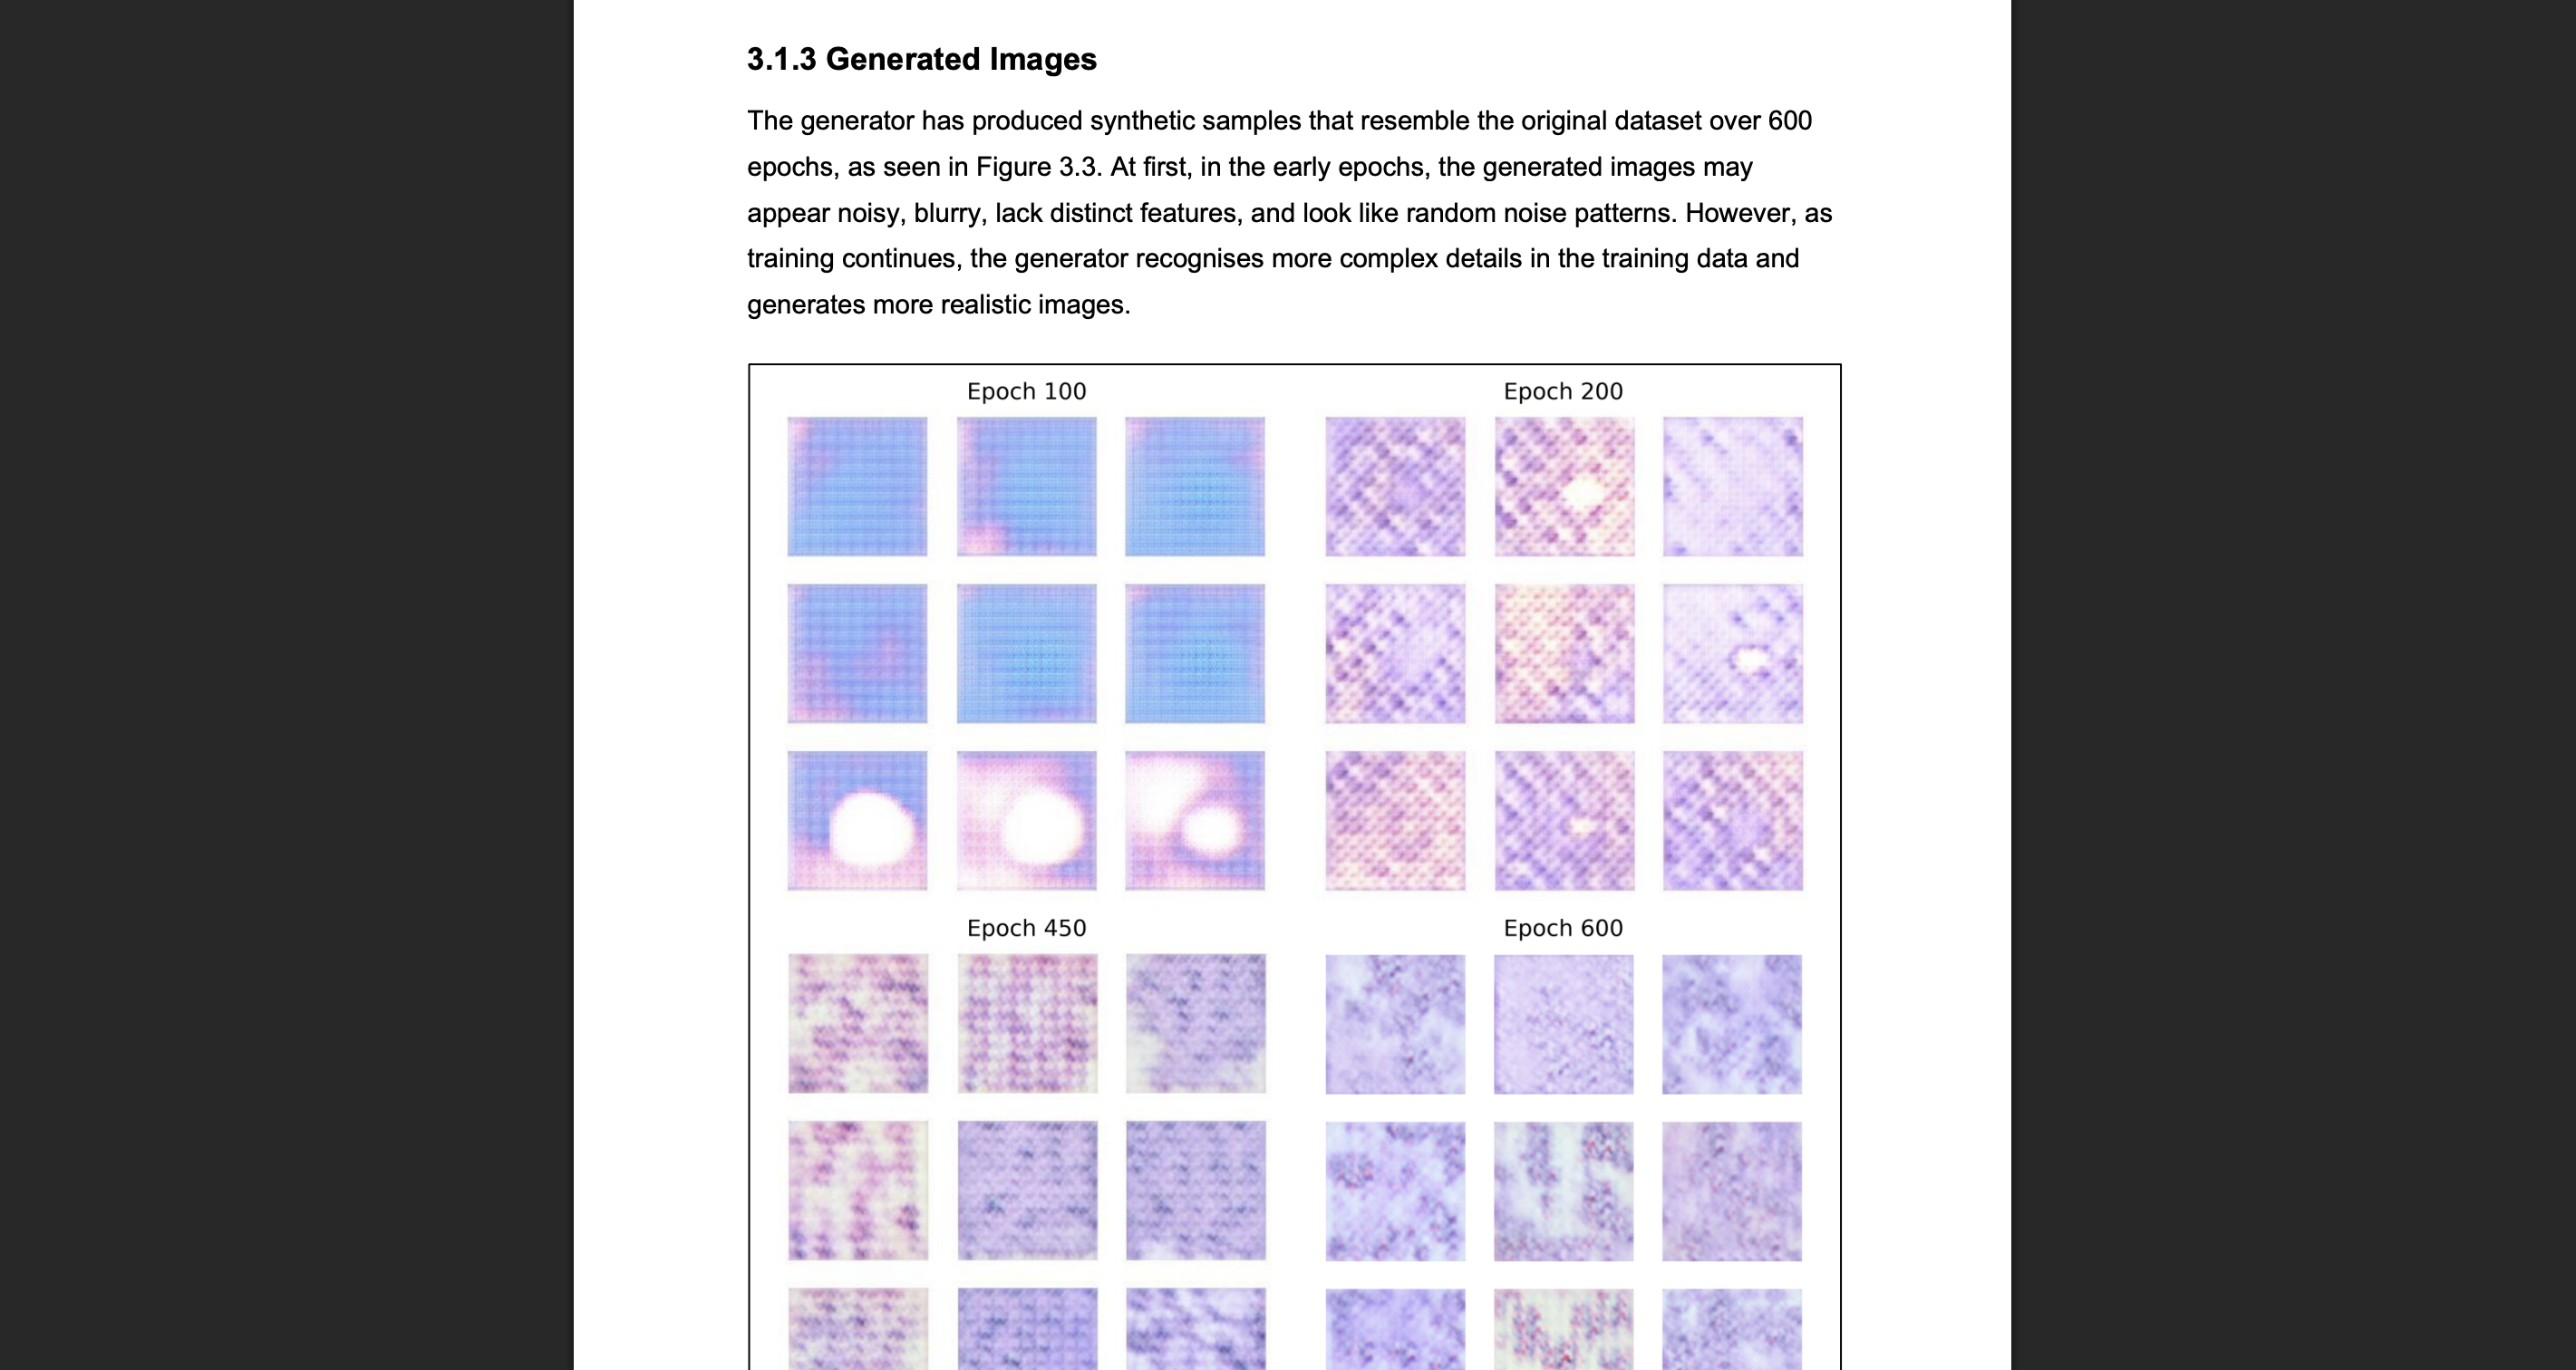 3.1.3 Generated Images
The generator has produced synthetic samples that resemble the original dataset over 600
epochs, as seen in Figure 3.3. At first, in the early epochs, the generated images may
appear noisy, blurry, lack distinct features, and look like random noise patterns. However, as
training continues, the generator recognises more complex details in the training data and
generates more realistic images.
Epoch 100
Epoch 200
Epoch 450
Epoch 600